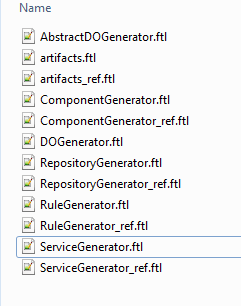 Name
AbstractDOGenerator.ftl
artifacts.ftl
artifacts_ref.ftl
ComponentGenerator.ftl
ComponentGenerator_ref.ftl
DOGenerator.ftl
RepositoryGenerator.ftl
RepositoryGenerator_ref.ftl
RuleGenerator.ftl
RuleGenerator_ref.ftl
ServiceGenerator.ftl
ServiceGenerator_ref.ftl